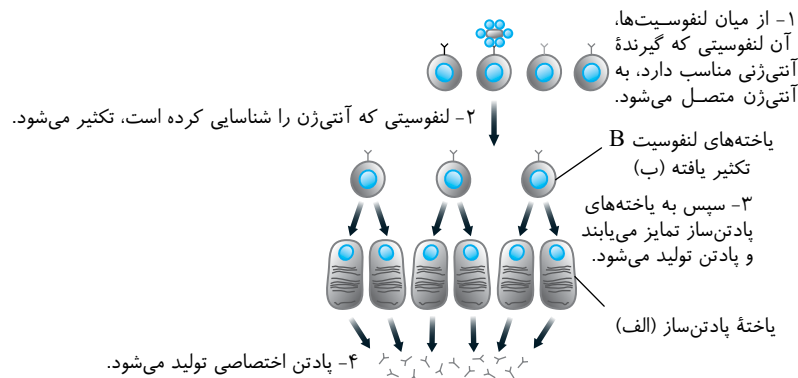 ۱- از میان لنفوسیت‌ها،
آن لنفوسیتی که گیرندهٔ
آنتی‌ژنی مناسب دارد، به
آنتی‌ژن متصل می‌شود.
۲- لنفوسیتی که آنتی‌ژن را شناسایی کرده است، تکثیر می‌شود.
یاخته‌های لنفوسیت B
تکثیر یافته (ب)
۳- سپس به یاخته‌های
پادتن‌ساز تمایز می‌یابند
و پادتن تولید می‌شود.
یاختهٔ پادتن‌ساز (الف)
۴- پادتن اختصاصی تولید می‌شود.